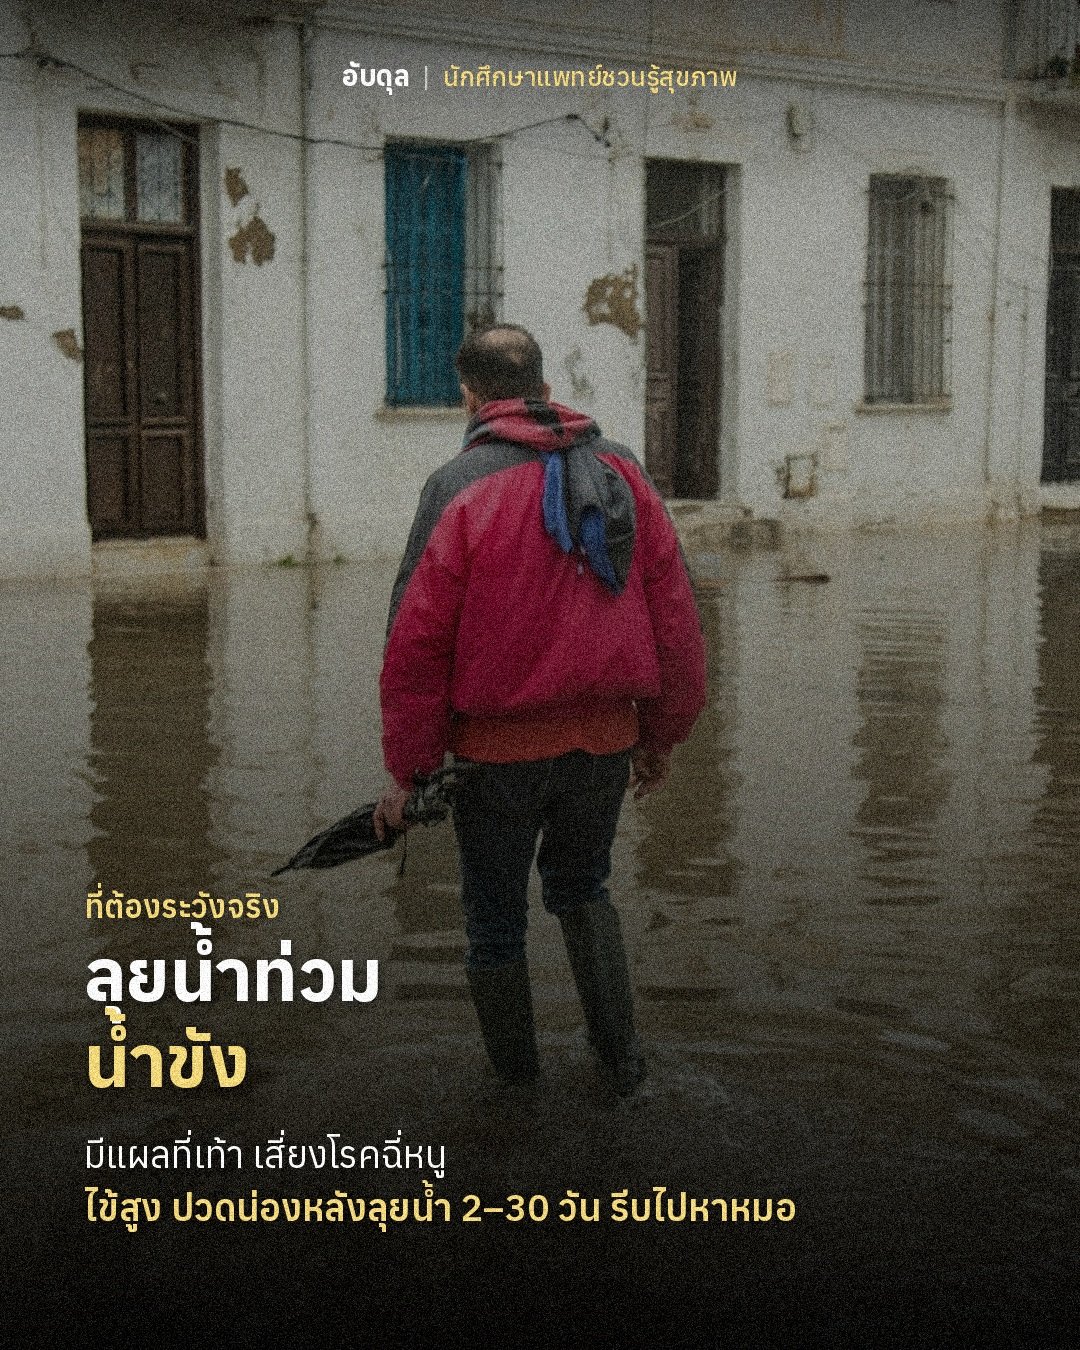 อับดุล | นักศึกษาแพทย์ชวนรู้สุขภาพ
ที่ต้องระวังจริง
ลุยน้ำท่วม
น้ำขัง
มีแผลที่เท้า เสี่ยงโรคฉี่หนู
ไข้สูง ปวดน่องหลังลุยน้ำ 2–30 วัน รีบไปหาหมอ